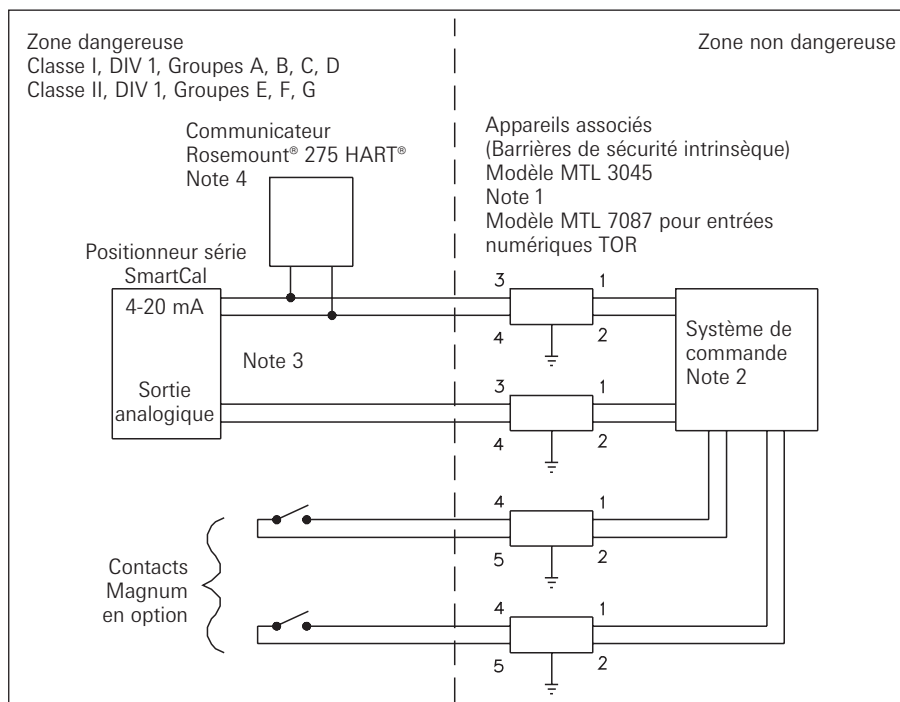 Zone dangereuse
Classe I, DIV 1, Groupes A, B, C, D
Classe II, DIV 1, Groupes E, F, G
Zone non dangereuse
Communicateur
Rosemount® 275 HART®
Note 4
Appareils associés
(Barrières de sécurité intrinsèque)
Modèle MTL 3045
Note 1
Modèle MTL 7087 pour entrées
numériques TOR
Positionneur série
SmartCal
4-20 mA
Note 3
Sortie
analogique
3
1
4
2
3
1
4
2
Système de
commande
Note 2
Contacts
Magnum
en option
4
1
5
2
4
1
5
2